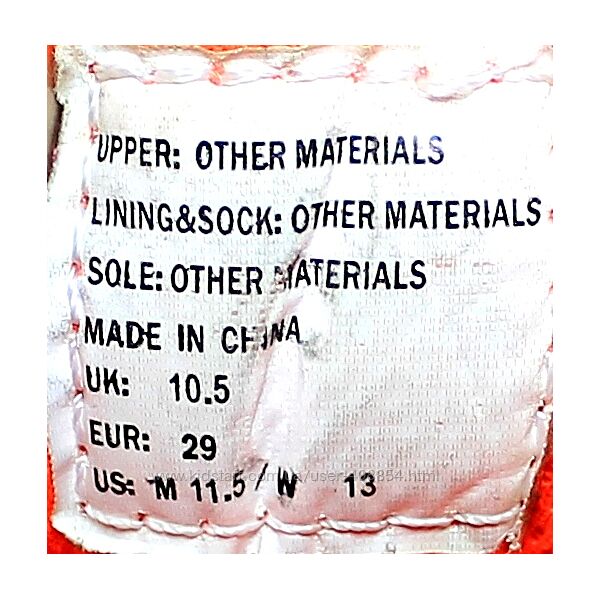 UPPER: OTHER MATERIALS
LINING&SOCK: OTHER MATERIALS
SOLE: OTHER MATERIALS
MADE IN CHINA
UK: 10.5
EUR: 29
US: M 11.5 / W 13